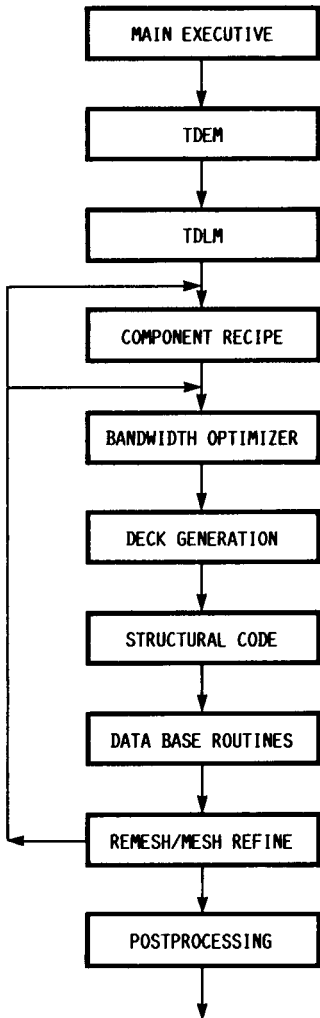 MAIN EXECUTIVE
TDEM
TDLM
COMPONENT RECIPE
BANDWIDTH OPTIMIZER
DECK GENERATION
STRUCTURAL CODE
DATA BASE ROUTINES
REMESH/MESH REFINE
POSTPROCESSING